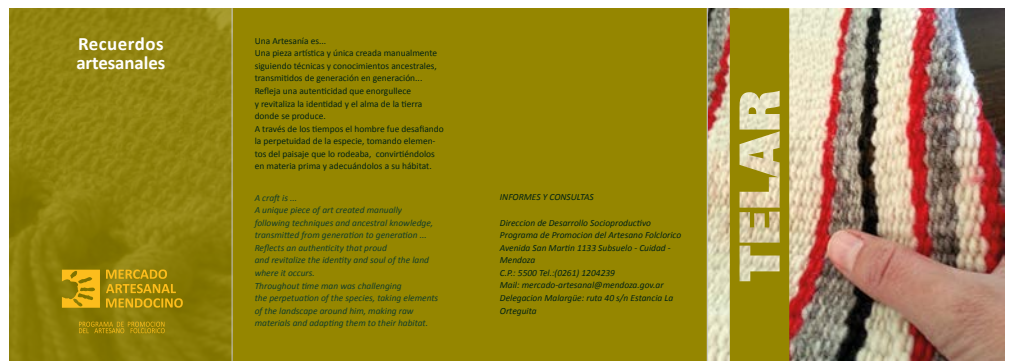 Recuerdos
artesanales
MERCADO
ARTESANAL
MENDOCINO
PROGRAMA DE PROMOCION
DEL ARTESANO FOLCLORICO
Una Artesanía es...
Una pieza artística y única creada manualmente
siguiendo técnicas y conocimientos ancestrales,
transmitidos de generación en generación...
Refleja una autenticidad que enorgullece
y revitaliza la identidad y el alma de la tierra
donde se produce.
A través de los tiempos el hombre fue desafiando
la perpetuidad de la especie, tomando elemen-
tos del paisaje que lo rodeaba, convirtiéndolos
en materia prima y adecuándolos a su hábitat.
A craft is ...
A unique piece of art created manually
following techniques and ancestral knowledge,
transmitted from generation to generation ...
Reflects an authenticity that proud
and revitalize the identity and soul of the land
where it occurs.
Throughout time man was challenging
the perpetuation of the species, taking elements
of the landscape around him, making raw
materials and adapting them to their habitat.
INFORMES Y CONSULTAS
Direccion de Desarrollo Socioproductivo
Programa de Promocion del Artesano Folclorico
Avenida San Martin 1133 Subsuelo - Cuidad -
Mendoza
C.P.: 5500 Tel.:(0261) 1204239
Mail: mercado-artesanal@mendoza.gov.ar
Delegacion Malargüe: ruta 40 s/n Estancia La
Orteguita
TELAR